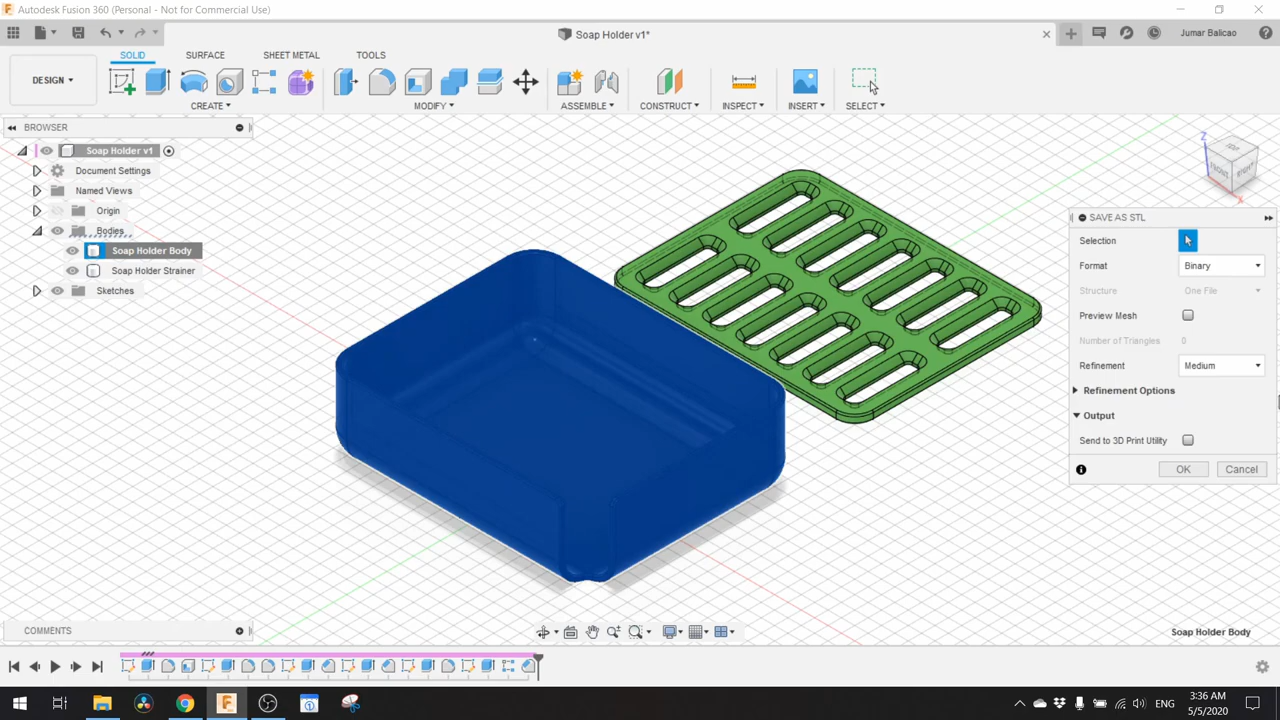 Autodesk Fusion 360 (Personal - Not for Commercial Use)
Soap Holder v1*
Jumar Balicao
SOLID SURFACE SHEET METAL TOOLS
DESIGN
CREATE MODIFY ASSEMBLE CONSTRUCT INSPECT INSERT SELECT
BROWSER
Soap Holder v1
Document Settings
Named Views
Origin
Bodies
Soap Holder Body
Soap Holder Strainer
Sketches
Z
TOP
FRONT
RIGHT
X
SAVE AS STL
Selection
Format Binary
Structure One File
Preview Mesh
Number of Triangles 0
Refinement Medium
Refinement Options
Output
Send to 3D Print Utility
OK Cancel
COMMENTS
Soap Holder Body
ENG
3:36 AM
5/5/2020